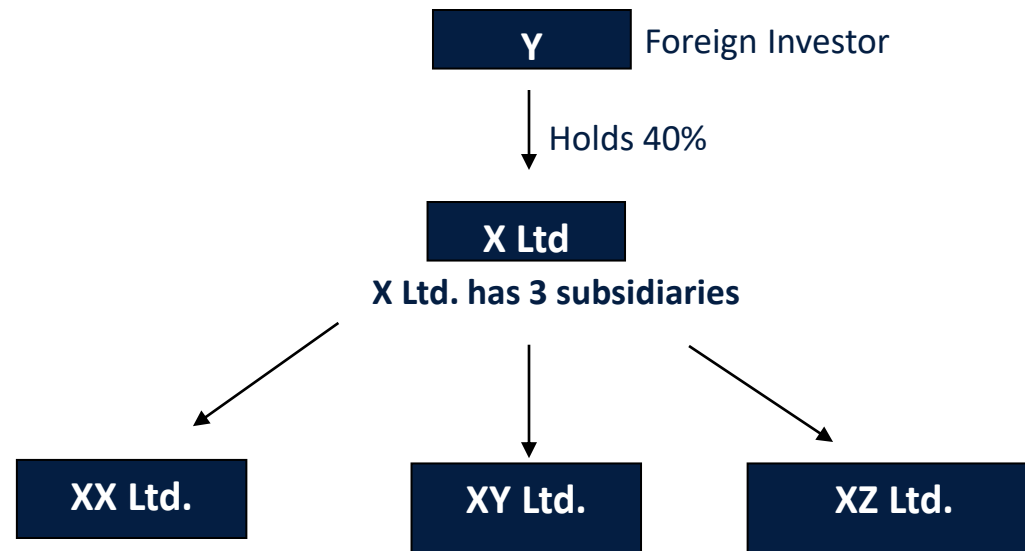 Y
Foreign Investor
Holds 40%
X Ltd
X Ltd. has 3 subsidiaries
XX Ltd.
XY Ltd.
XZ Ltd.